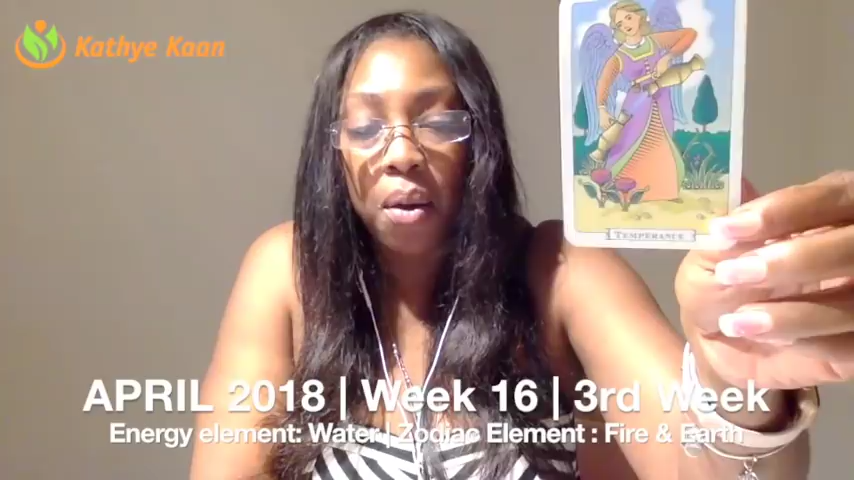 Kathye Kaan
TEMPERANCE
APRIL 2018 | Week 16 | 3rd Week
Energy element: Water | Zodiac Element : Fire & Earth